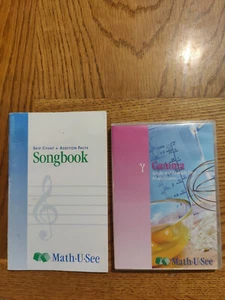 Skip Count & Addition Facts
Songbook
Math·U·See
γ
Gamma
Math·U·See